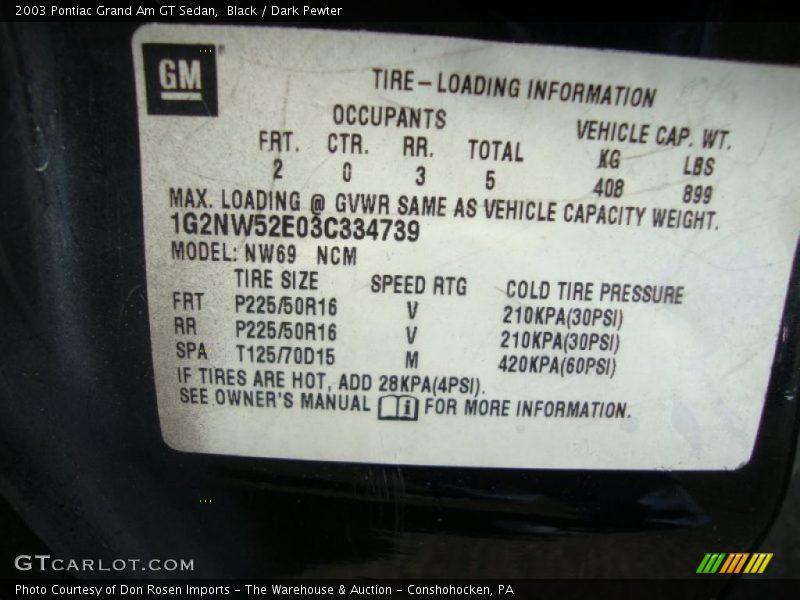 2003 Pontiac Grand Am GT Sedan, Black / Dark Pewter
GM
TIRE-LOADING INFORMATION
OCCUPANTS
VEHICLE CAP. WT.
FRT. CTR. RR. TOTAL KG LBS
2 0 3 5 408 899
MAX. LOADING @ GVWR SAME AS VEHICLE CAPACITY WEIGHT.
1G2NW52E03C334739
MODEL: NW69 NCM
TIRE SIZE SPEED RTG COLD TIRE PRESSURE
FRT P225/50R16 V 210KPA(30PSI)
RR P225/50R16 V 210KPA(30PSI)
SPA T125/70D15 M 420KPA(60PSI)
IF TIRES ARE HOT, ADD 28KPA(4PSI).
SEE OWNER'S MANUAL i FOR MORE INFORMATION.
GTCARLOT.COM
Photo Courtesy of Don Rosen Imports - The Warehouse & Auction - Conshohocken, PA